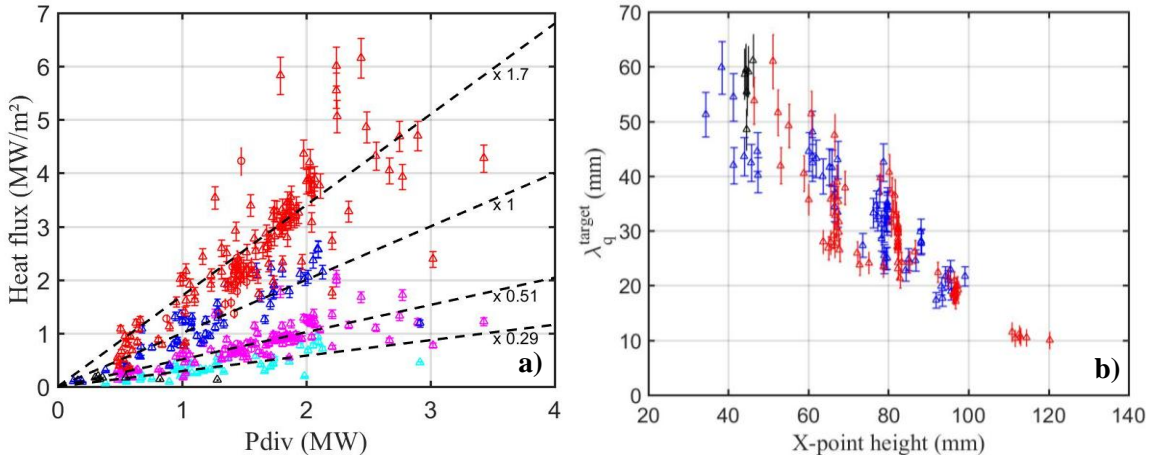 7
6
5
4
3
2
1
0
Heat flux (MW/m²)
x 1.7
x 1
x 0.51
x 0.29
a)
0 1 2 3 4
Pdiv (MW)
70
60
50
40
30
20
10
0
λ_q^target (mm)
b)
20 40 60 80 100 120 140
X-point height (mm)